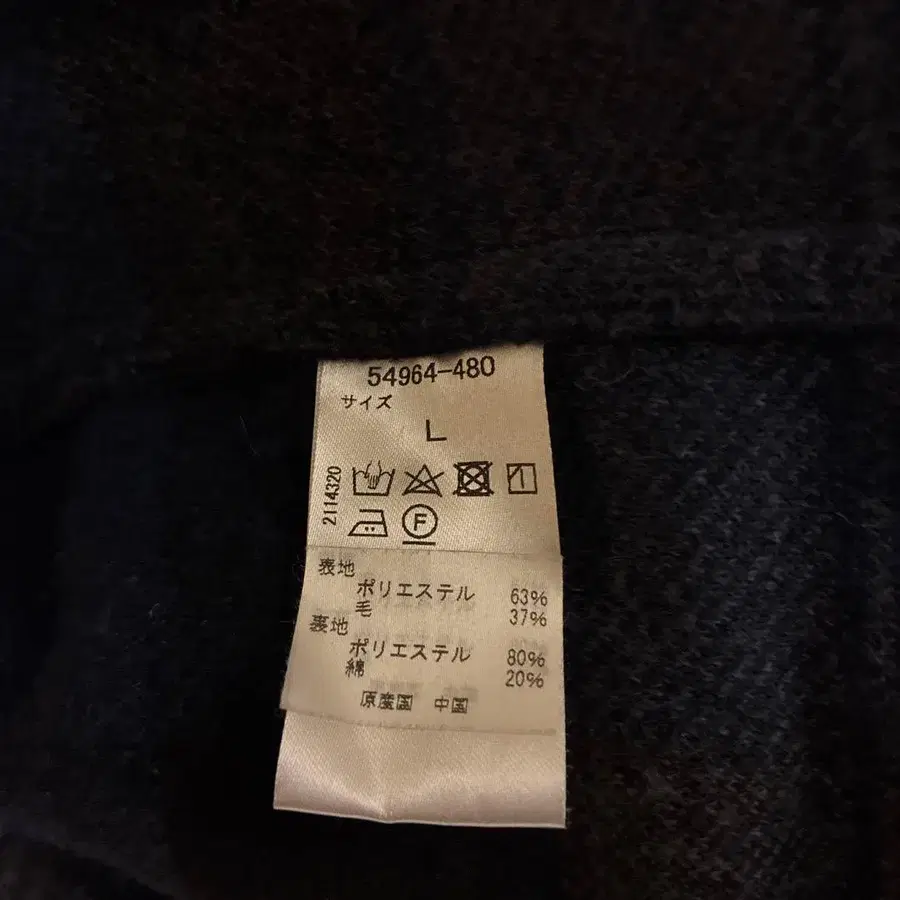 54964-480
サイズ
L
2114320
F
表地
ポリエステル 63%
毛 37%
裏地
ポリエステル 80%
綿 20%
原産国 中国